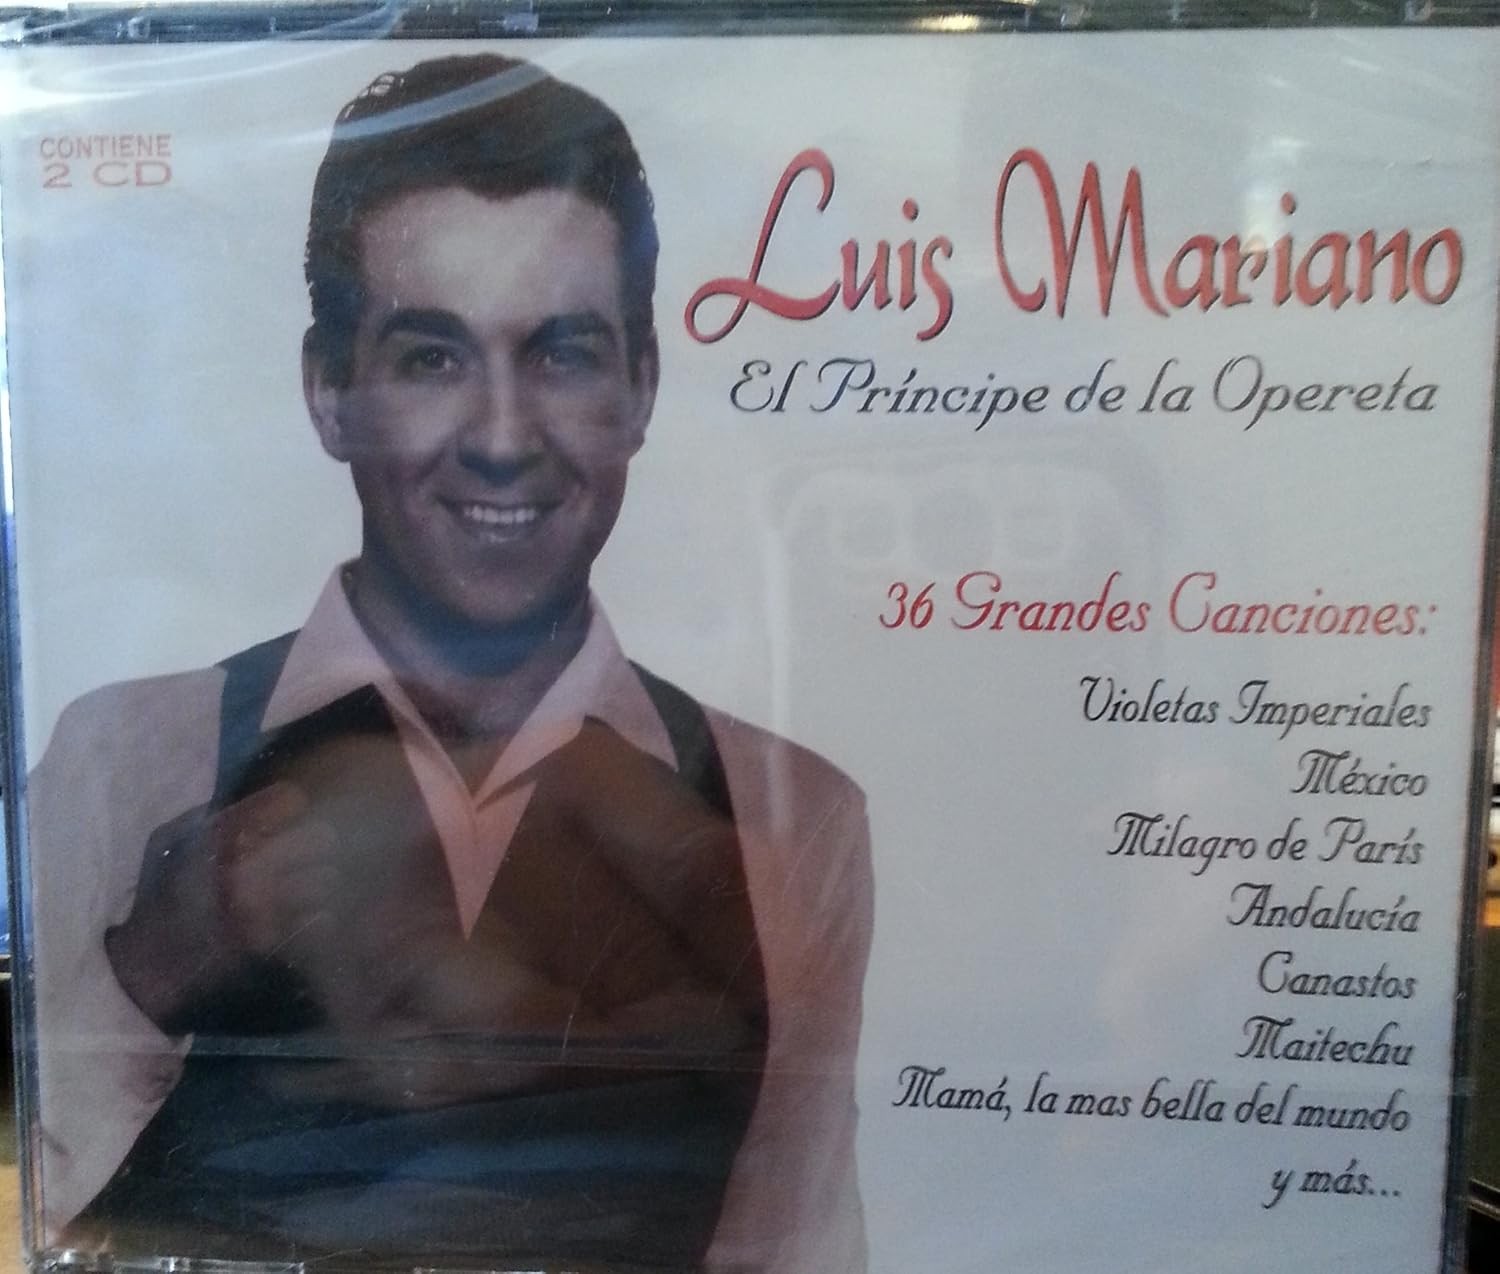 CONTIENE
2 CD
Luis Mariano
El Príncipe de la Opereta
36 Grandes Canciones:
Violetas Imperiales
México
Milagro de París
Andalucía
Canastos
Maitechu
Mamá, la mas bella del mundo
y más...